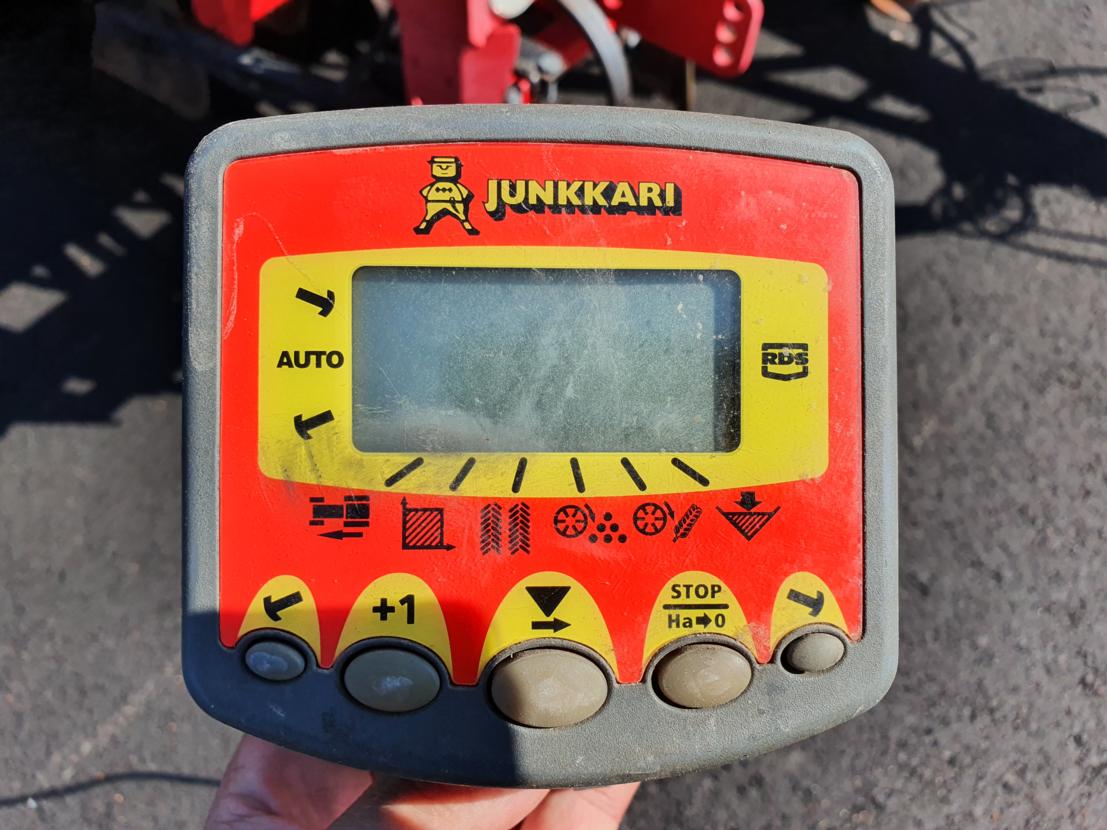 JUNKKARI
AUTO
RDS
+1
STOP
Ha➡0